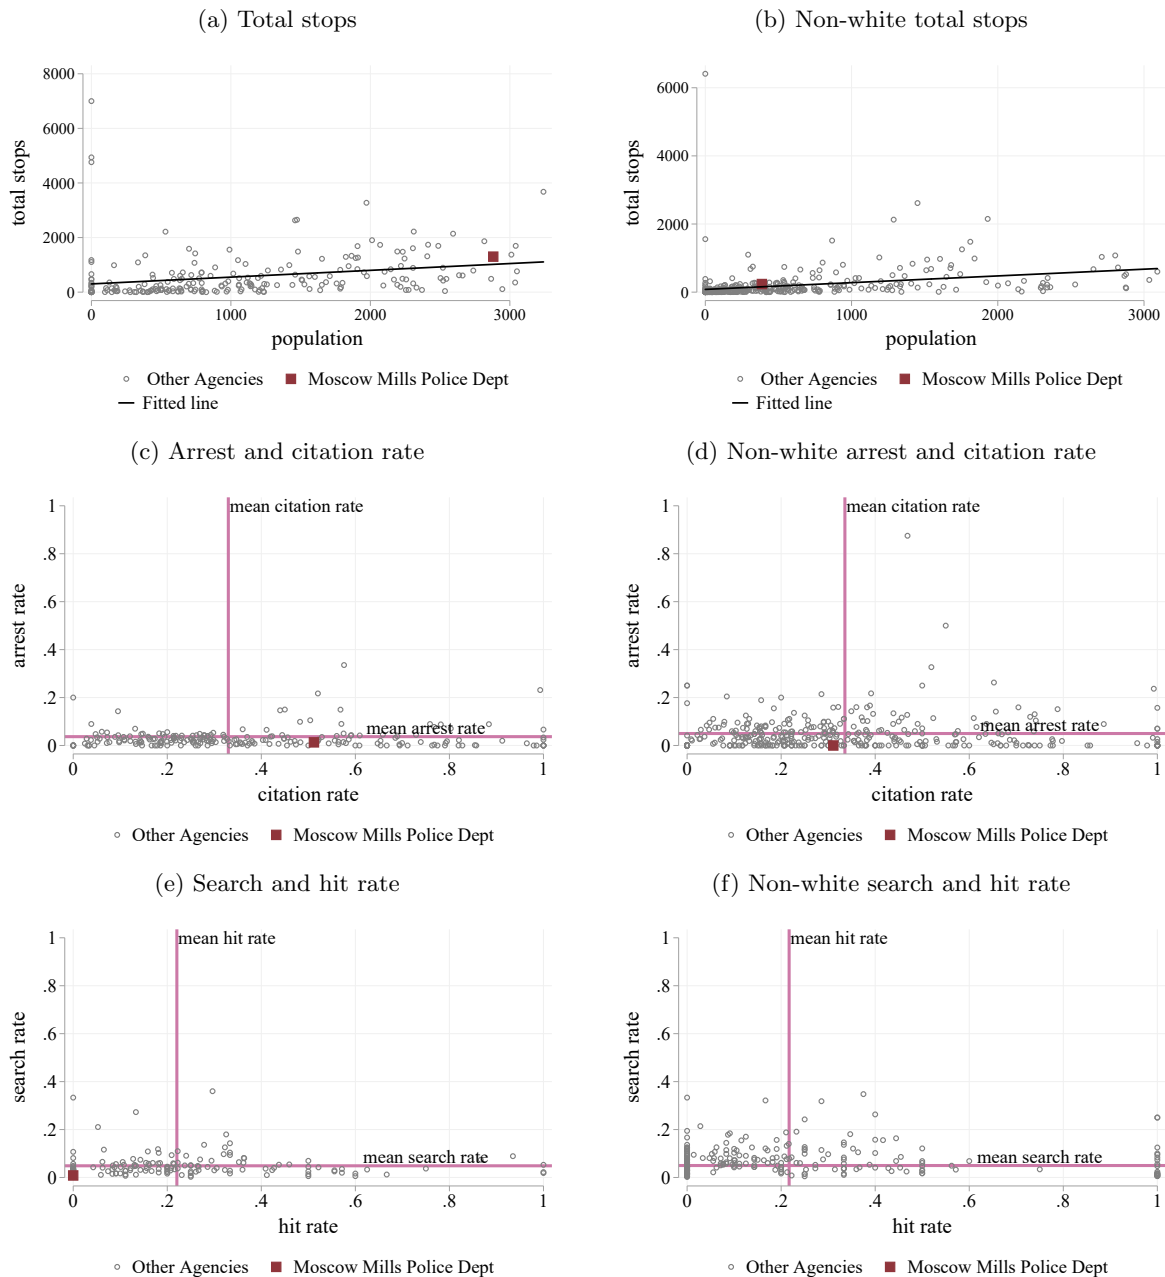 (a) Total stops
total stops
8000
6000
4000
2000
0
0 1000 2000 3000
population
Other Agencies Moscow Mills Police Dept
Fitted line
(b) Non-white total stops
total stops
6000
4000
2000
0
0 1000 2000 3000
population
Other Agencies Moscow Mills Police Dept
Fitted line
(c) Arrest and citation rate
arrest rate
1
.8
.6
.4
.2
0
mean citation rate
mean arrest rate
0 .2 .4 .6 .8 1
citation rate
Other Agencies Moscow Mills Police Dept
(d) Non-white arrest and citation rate
arrest rate
1
.8
.6
.4
.2
0
mean citation rate
mean arrest rate
0 .2 .4 .6 .8 1
citation rate
Other Agencies Moscow Mills Police Dept
(e) Search and hit rate
search rate
1
.8
.6
.4
.2
0
mean hit rate
mean search rate
0 .2 .4 .6 .8 1
hit rate
Other Agencies Moscow Mills Police Dept
(f) Non-white search and hit rate
search rate
1
.8
.6
.4
.2
0
mean hit rate
mean search rate
0 .2 .4 .6 .8 1
hit rate
Other Agencies Moscow Mills Police Dept